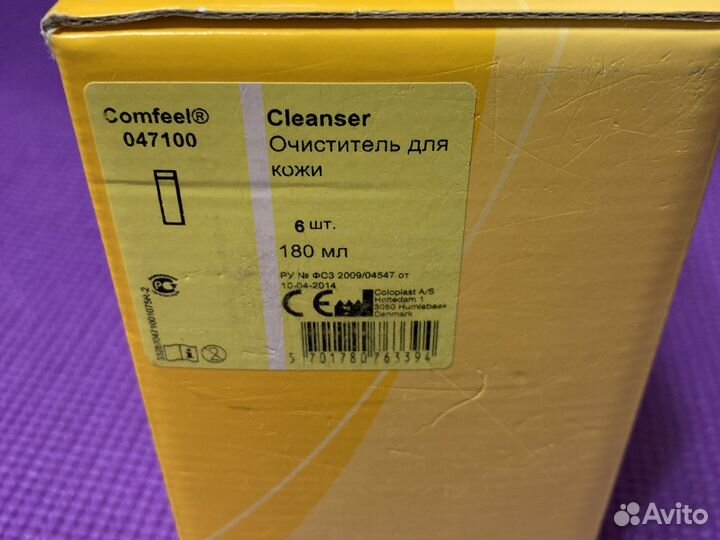 Comfeel®
047100
Cleanser
Очиститель для
кожи
6 шт.
180 мл
РУ № ФСЗ 2009/04547 от
10-04-2014
CE
Coloplast A/S
Holtedam 1
3050 Humlebaek
Denmark
5 701780 763394
Avito